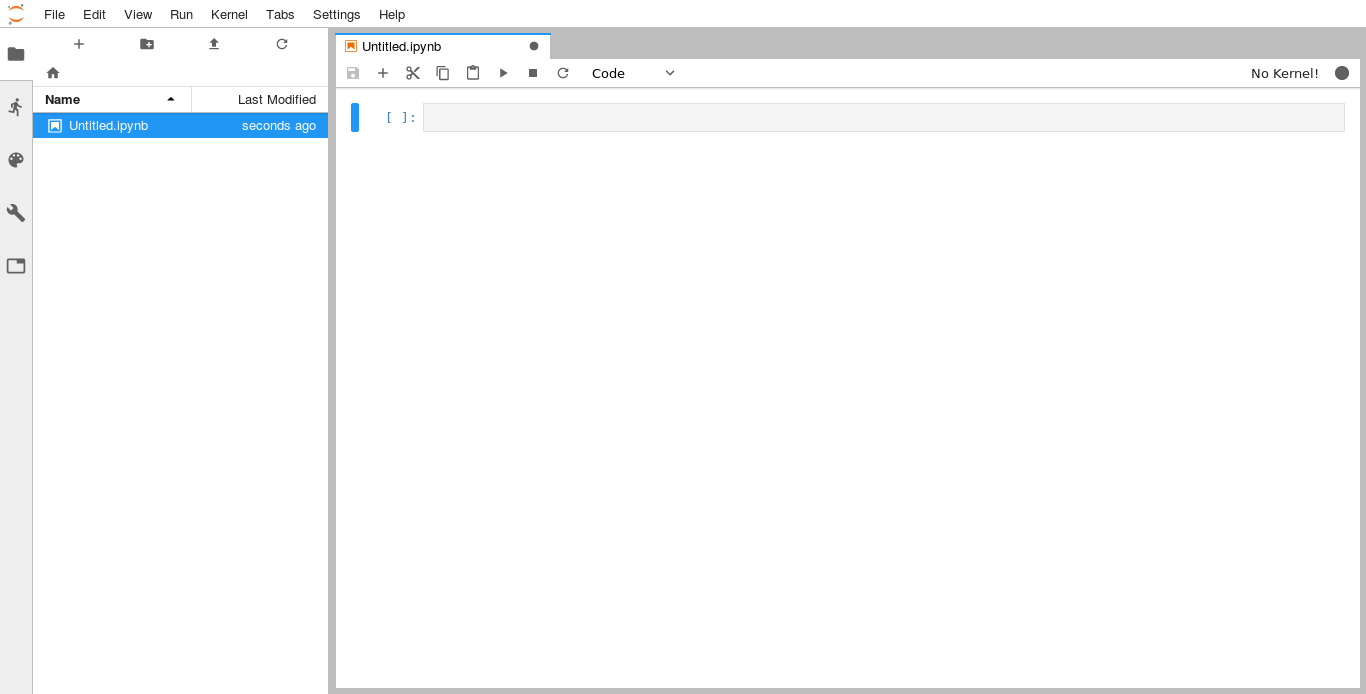 File Edit View Run Kernel Tabs Settings Help
Untitled.ipynb
Code No Kernel!
Name Last Modified
Untitled.ipynb seconds ago
[ ]: